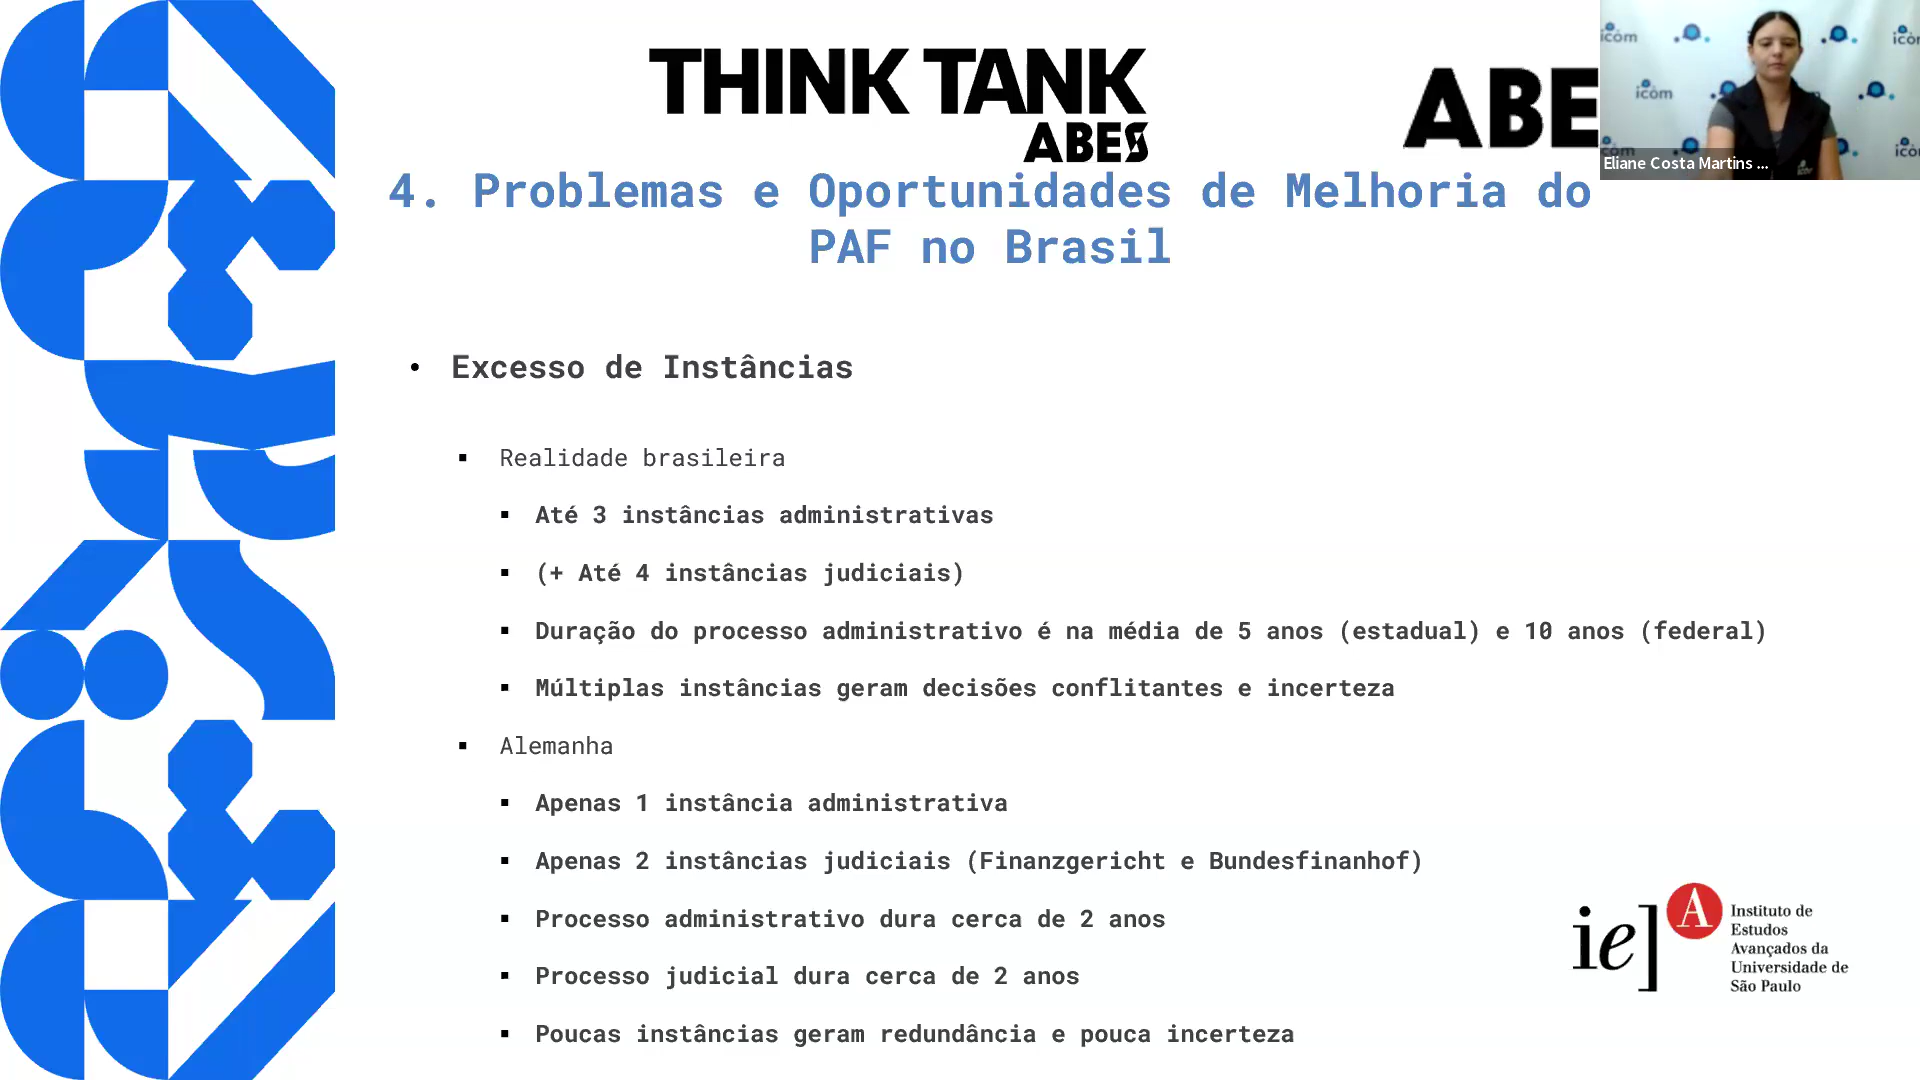 THINK TANK
ABES
ABE
Eliane Costa Martins ...
4. Problemas e Oportunidades de Melhoria do
PAF no Brasil
• Excesso de Instâncias
▪ Realidade brasileira
▪ Até 3 instâncias administrativas
▪ (+ Até 4 instâncias judiciais)
▪ Duração do processo administrativo é na média de 5 anos (estadual) e 10 anos (federal)
▪ Múltiplas instâncias geram decisões conflitantes e incerteza
▪ Alemanha
▪ Apenas 1 instância administrativa
▪ Apenas 2 instâncias judiciais (Finanzgericht e Bundesfinanhof)
▪ Processo administrativo dura cerca de 2 anos
▪ Processo judicial dura cerca de 2 anos
▪ Poucas instâncias geram redundância e pouca incerteza
ie] A
Instituto de
Estudos
Avançados da
Universidade de
São Paulo
icom
icom